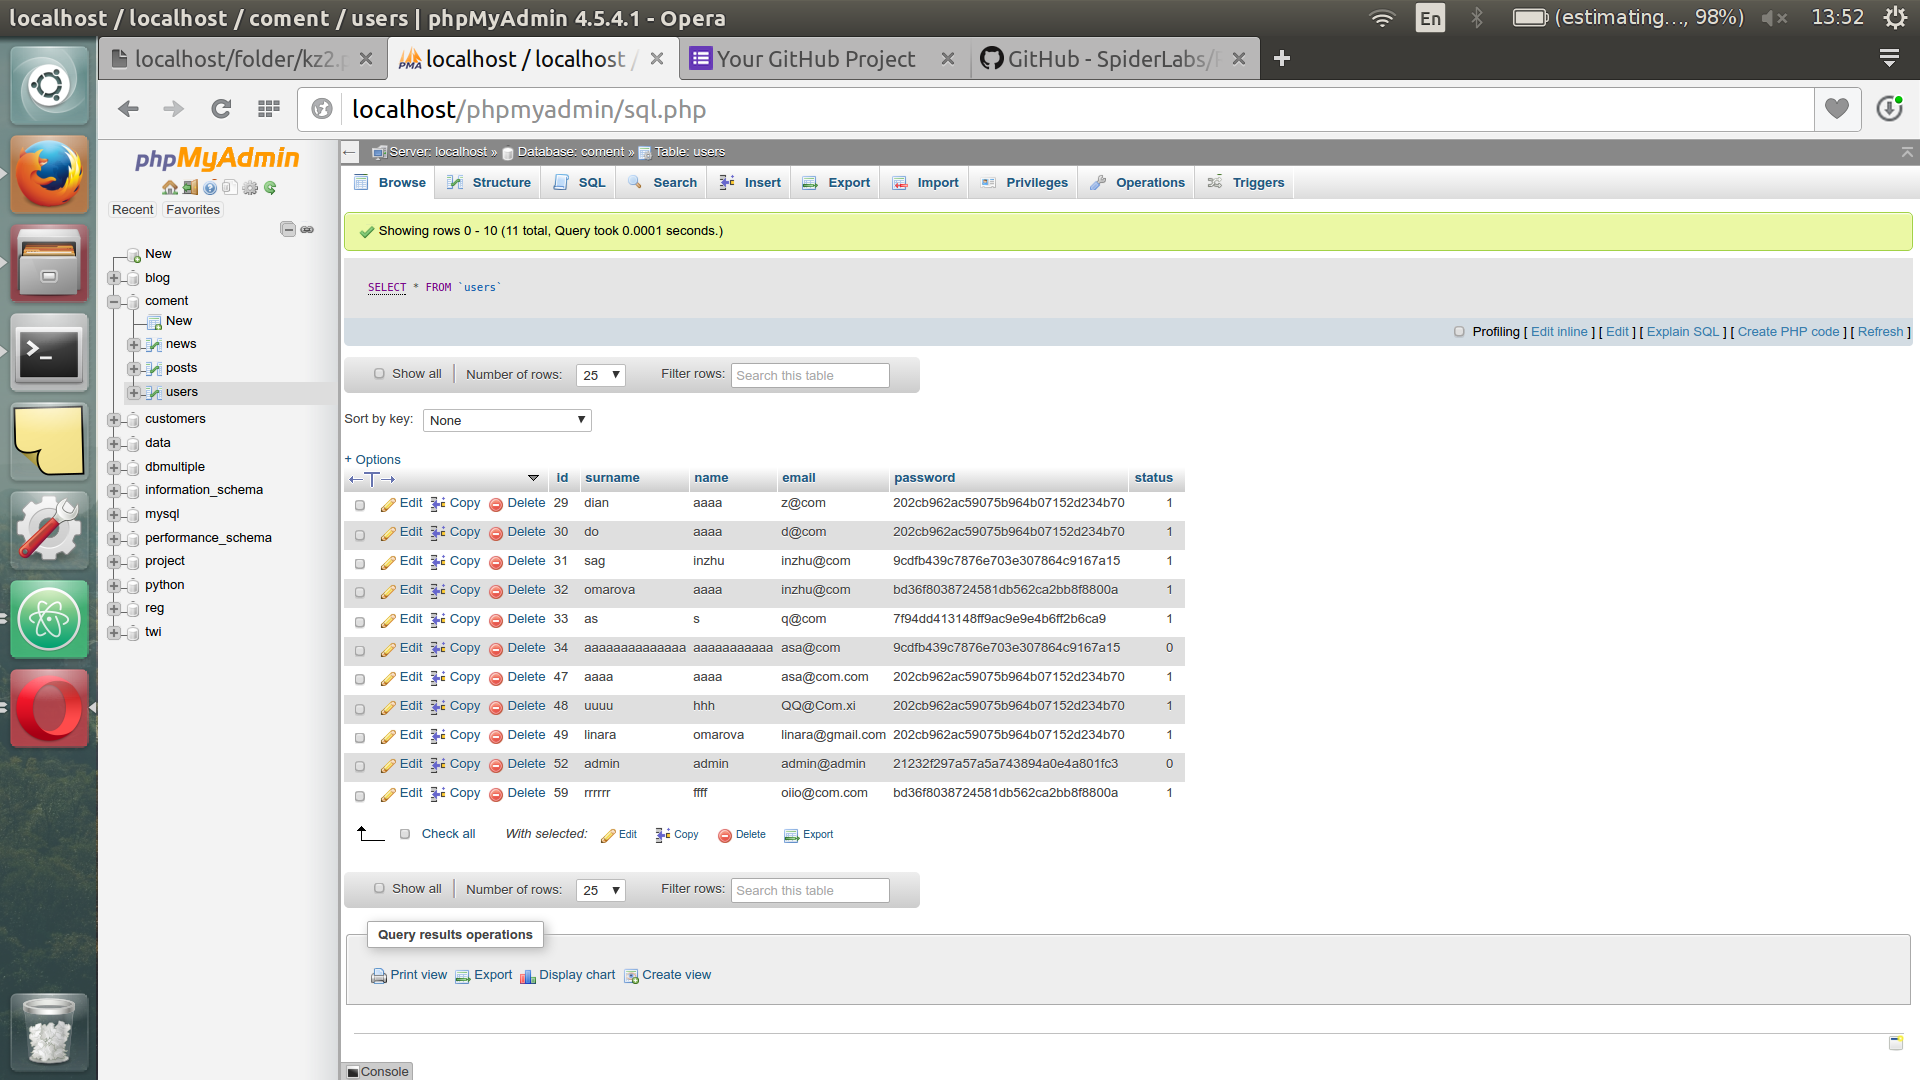 localhost / localhost / coment / users | phpMyAdmin 4.5.4.1 - Opera
En
(estimating..., 98%)
13:52
localhost/folder/kz2.p
PMA
localhost / localhost /
Your GitHub Project
GitHub - SpiderLabs/
localhost/phpmyadmin/sql.php
phpMyAdmin
Recent
Favorites
New
blog
coment
New
news
posts
users
customers
data
dbmultiple
information_schema
mysql
performance_schema
project
python
reg
twi
Server: localhost » Database: coment » Table: users
Browse Structure SQL Search Insert Export Import Privileges Operations Triggers
Showing rows 0 - 10 (11 total, Query took 0.0001 seconds.)
SELECT * FROM `users`
Profiling [ Edit inline ] [ Edit ] [ Explain SQL ] [ Create PHP code ] [ Refresh ]
Show all Number of rows: 25 Filter rows: Search this table
Sort by key: None
+ Options
id surname name email password status
Edit Copy Delete 29 dian aaaa z@com 202cb962ac59075b964b07152d234b70 1
Edit Copy Delete 30 do aaaa d@com 202cb962ac59075b964b07152d234b70 1
Edit Copy Delete 31 sag inzhu inzhu@com 9cdfb439c7876e703e307864c9167a15 1
Edit Copy Delete 32 omarova aaaa inzhu@com bd36f8038724581db562ca2bb8f8800a 1
Edit Copy Delete 33 as s q@com 7f94dd413148ff9ac9e9e4b6ff2b6ca9 1
Edit Copy Delete 34 aaaaaaaaaaaaaa aaaaaaaaaaa asa@com 9cdfb439c7876e703e307864c9167a15 0
Edit Copy Delete 47 aaaa aaaa asa@com.com 202cb962ac59075b964b07152d234b70 1
Edit Copy Delete 48 uuuu hhh QQ@Com.xi 202cb962ac59075b964b07152d234b70 1
Edit Copy Delete 49 linara omarova linara@gmail.com 202cb962ac59075b964b07152d234b70 1
Edit Copy Delete 52 admin admin admin@admin 21232f297a57a5a743894a0e4a801fc3 0
Edit Copy Delete 59 rrrrrr ffff oiio@com.com bd36f8038724581db562ca2bb8f8800a 1
Check all With selected: Edit Copy Delete Export
Show all Number of rows: 25 Filter rows: Search this table
Query results operations
Print view Export Display chart Create view
Console